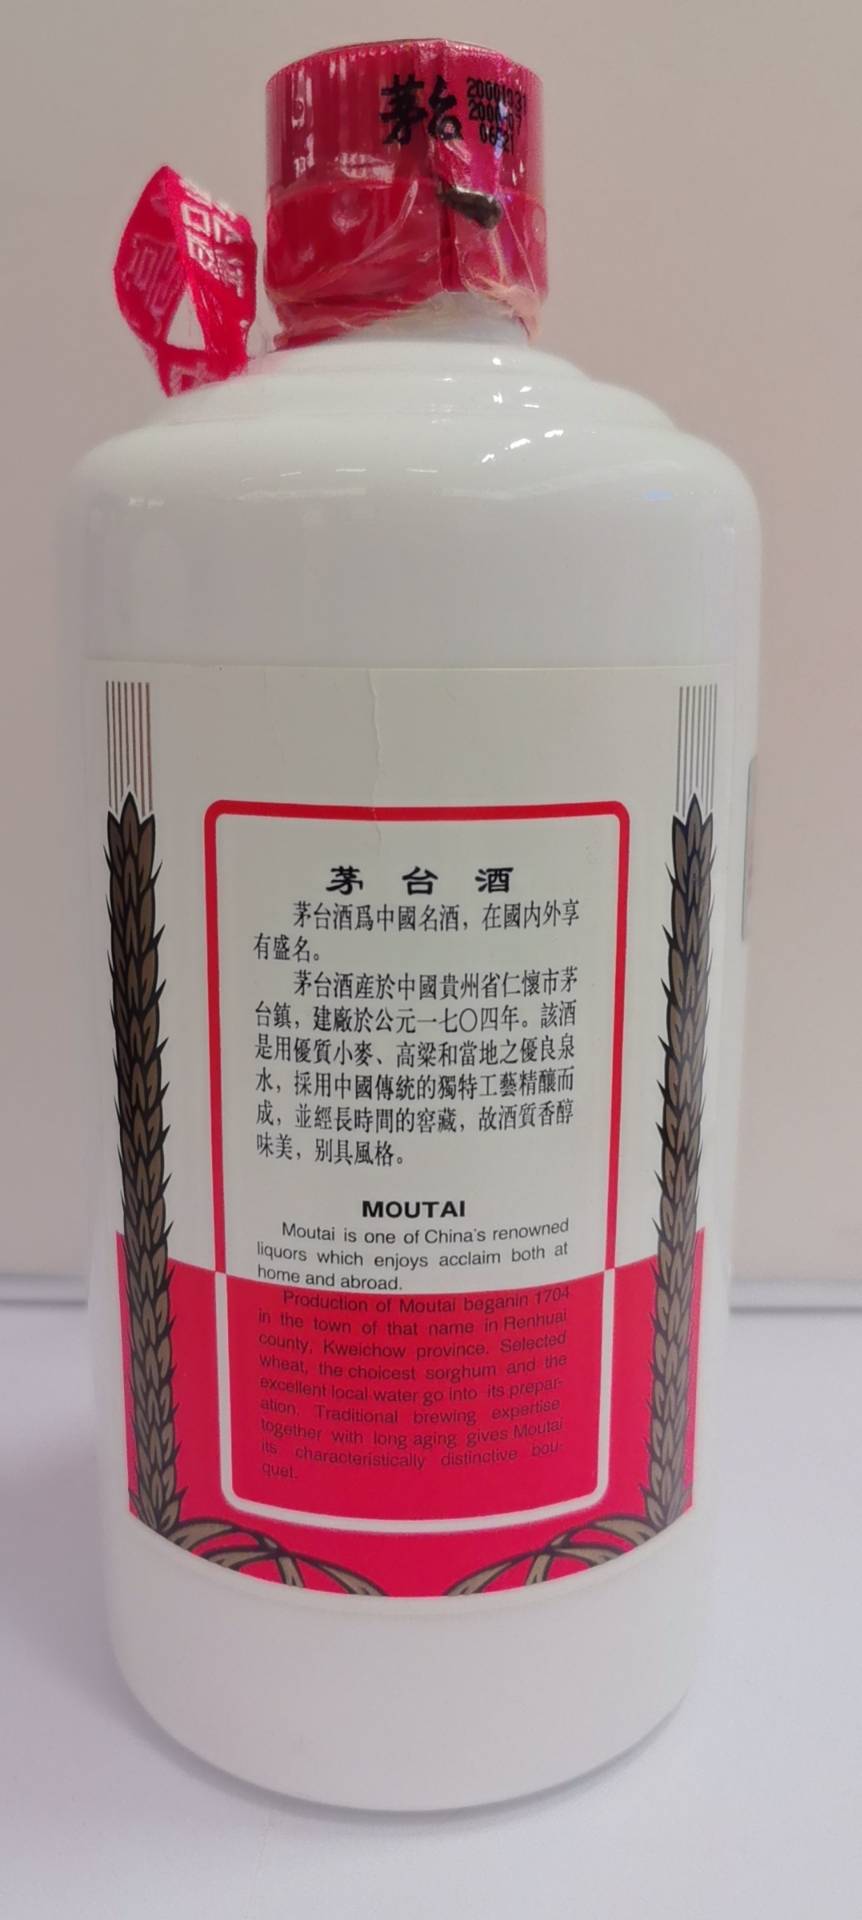 茅台
茅台酒
茅台酒爲中國名酒，在國内外享
有盛名。
茅台酒産於中國貴州省仁懷市茅
台鎮，建廠於公元一七〇四年。該酒
是用優質小麥、高粱和當地之優良泉
水，採用中國傳統的獨特工藝精釀而
成，並經長時間的窖藏，故酒質香醇
味美，别具風格。
MOUTAI
Moutai is one of China's renowned
liquors which enjoys acclaim both at
home and abroad.
Production of Moutai beganin 1704
in the town of that name in Renhuai
county, Kweichow province. Selected
wheat, the choicest sorghum and the
excellent local water go into its prepar-
ation. Traditional brewing expertise
together with long aging gives Moutai
its characteristically distinctive bou-
quet.